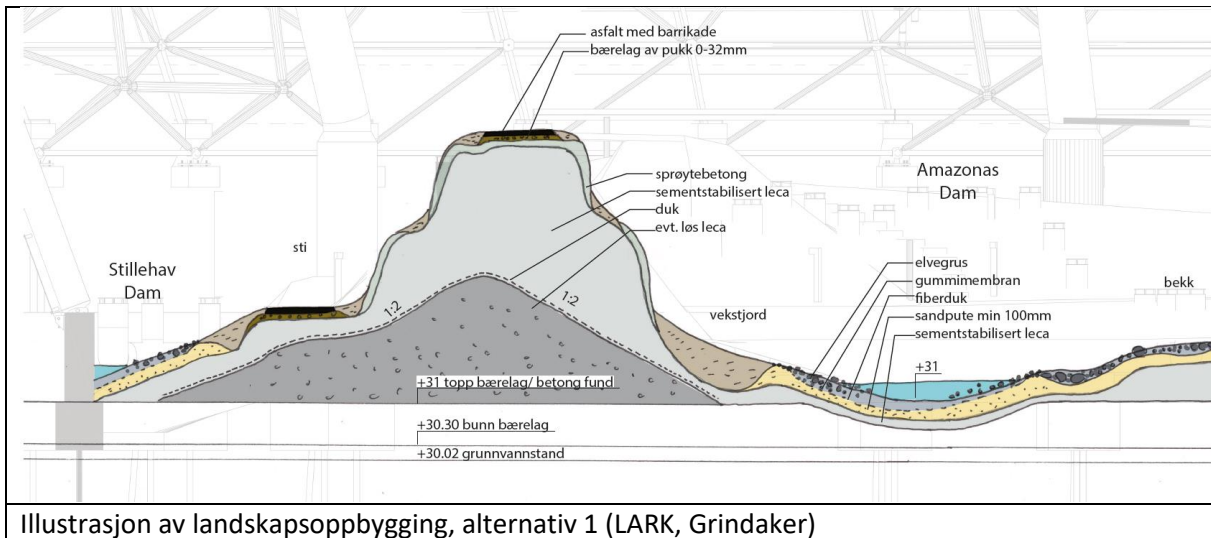 asfalt med barrikade
bærelag av pukk 0-32mm
sprøytebetong
sementstabilisert leca
duk
evt. løs leca
Amazonas
Dam
sti
Stillehav
Dam
1:2
1:2
vekstjord
elvegrus
gummimembran
fiberduk
sandpute min 100mm
sementstabilisert leca
bekk
+31
+31 topp bærelag/ betong fund
+30.30 bunn bærelag
+30.02 grunnvannstand
Illustrasjon av landskapsoppbygging, alternativ 1 (LARK, Grindaker)